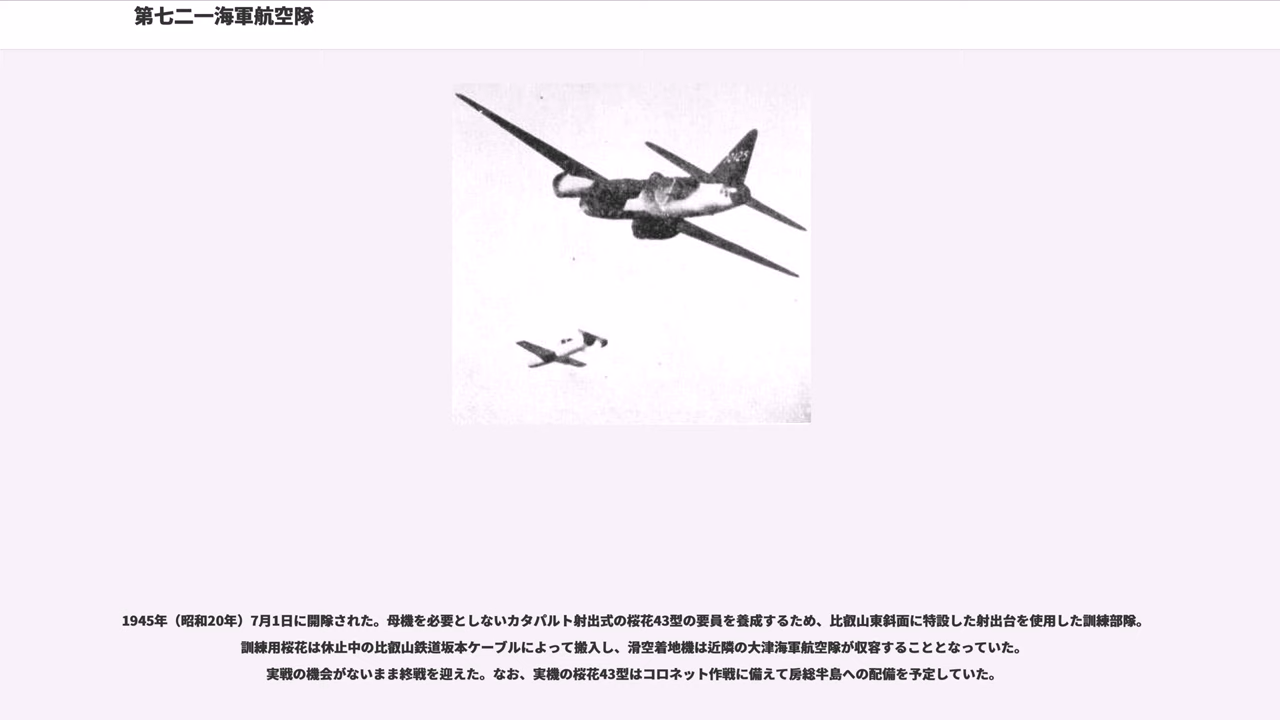 第七二一海軍航空隊
1945年（昭和20年）7月1日に開隊された。母機を必要としないカタパルト射出式の桜花43型の要員を養成するため、比叡山東斜面に特設した射出台を使用した訓練部隊。
訓練用桜花は休止中の比叡山鉄道坂本ケーブルによって搬入し、滑空着地機は近隣の大津海軍航空隊が収容することとなっていた。
実戦の機会がないまま終戦を迎えた。なお、実機の桜花43型はコロネット作戦に備えて房総半島への配備を予定していた。